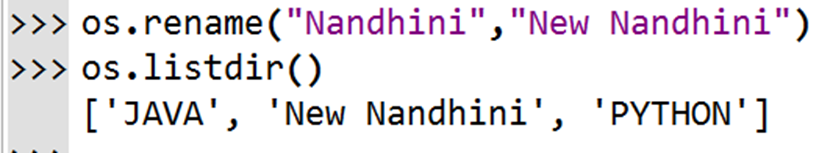 >>> os.rename("Nandhini","New Nandhini")
>>> os.listdir()
['JAVA', 'New Nandhini', 'PYTHON']